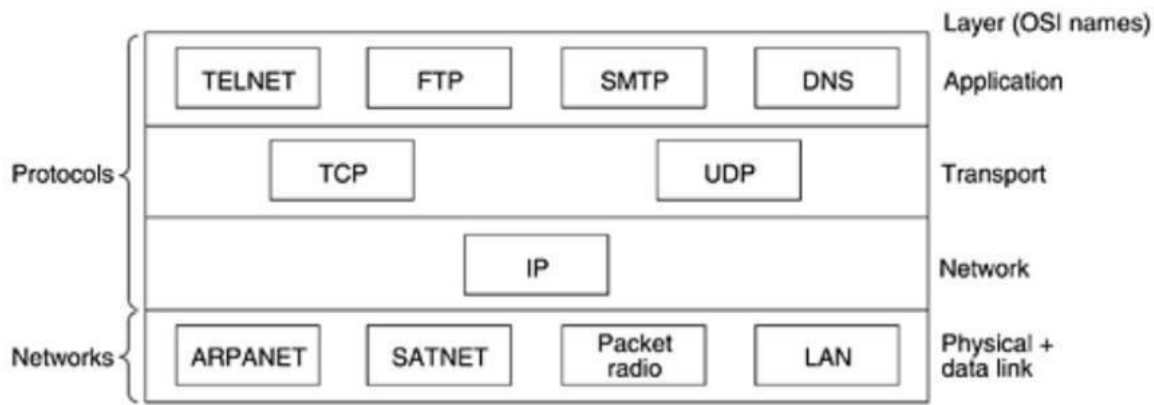 Layer (OSI names)
TELNET FTP SMTP DNS Application
Protocols TCP UDP Transport
IP Network
Networks ARPANET SATNET Packet radio LAN Physical + data link